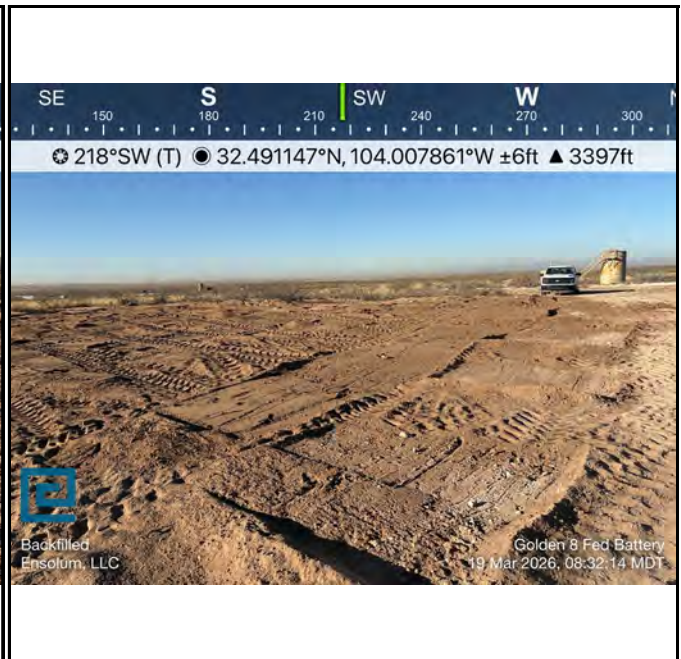 SE S SW W
150 180 210 240 270 300
218°SW (T) 32.491147°N, 104.007861°W ±6ft ▲ 3397ft
Backfilled
Ensolum, LLC
Golden 8 Fed Battery
19 Mar 2026, 08:32:14 MDT